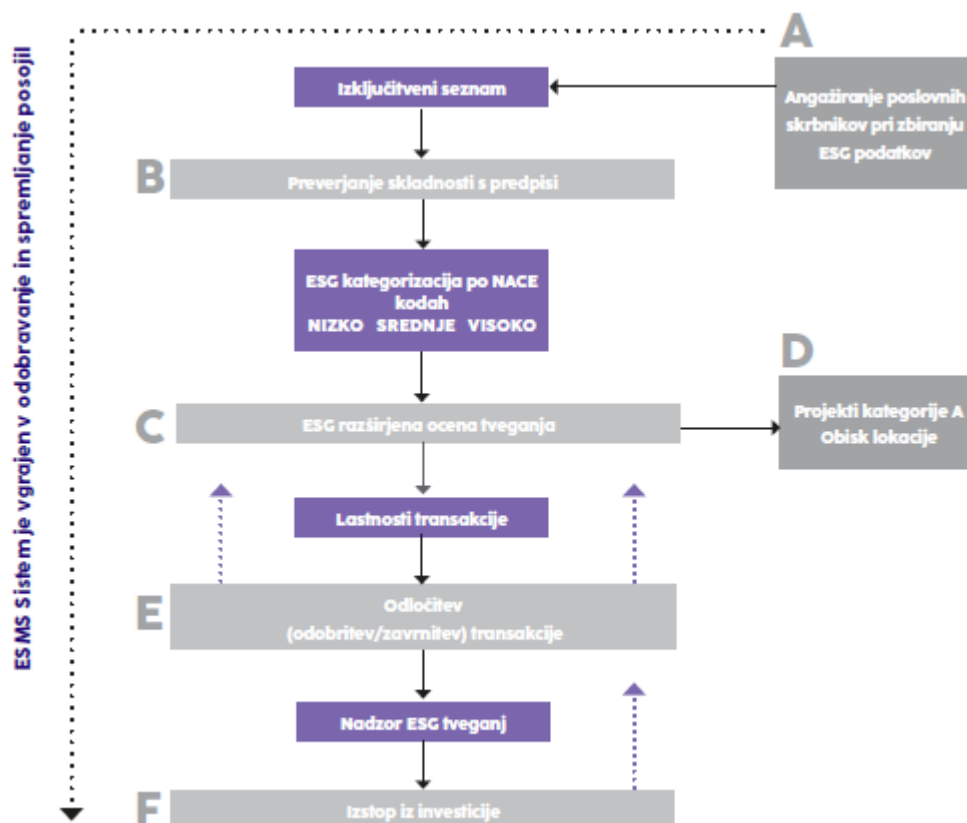 ESMS Sistem je vgrajen v odobravanje in spremljanje posojil
A
Izključitveni seznam
Angažiranje poslovnih
skrbnikov pri zbiranju
ESG podatkov
B
Preverjanje skladnosti s predpisi
ESG kategorizacija po NACE
kodah
NIZKO SREDNJE VISOKO
D
C
ESG razširjena ocena tveganja
Projekti kategorije A
Obisk lokacije
Lastnosti transakcije
E
Odločitev
(odobritev/zavrnitev) transakcije
Nadzor ESG tveganj
F
Izstop iz investicije